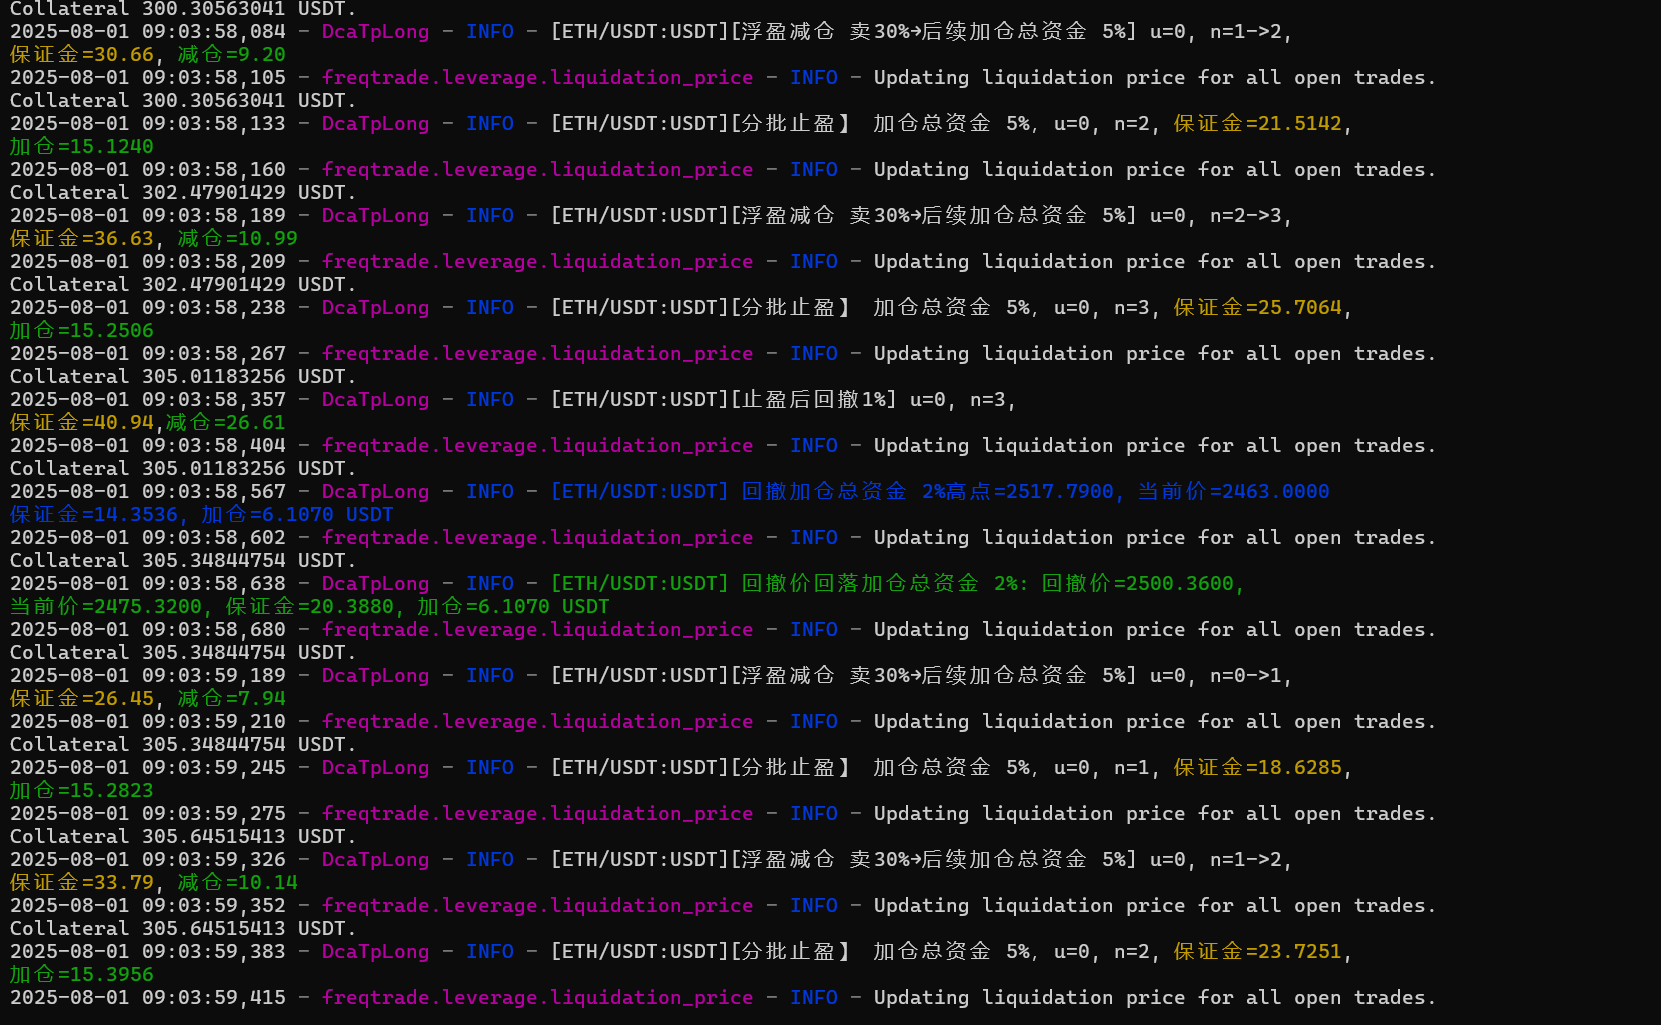 Collateral 300.30563041 USDT.
2025-08-01 09:03:58,084 - DcaTpLong - INFO - [ETH/USDT:USDT][浮盈减仓 卖30%→后续加仓总资金 5%] u=0, n=1->2,
保证金=30.66, 减仓=9.20
2025-08-01 09:03:58,105 - freqtrade.leverage.liquidation_price - INFO - Updating liquidation price for all open trades.
Collateral 300.30563041 USDT.
2025-08-01 09:03:58,133 - DcaTpLong - INFO - [ETH/USDT:USDT][分批止盈】 加仓总资金 5%, u=0, n=2, 保证金=21.5142,
加仓=15.1240
2025-08-01 09:03:58,160 - freqtrade.leverage.liquidation_price - INFO - Updating liquidation price for all open trades.
Collateral 302.47901429 USDT.
2025-08-01 09:03:58,189 - DcaTpLong - INFO - [ETH/USDT:USDT][浮盈减仓 卖30%→后续加仓总资金 5%] u=0, n=2->3,
保证金=36.63, 减仓=10.99
2025-08-01 09:03:58,209 - freqtrade.leverage.liquidation_price - INFO - Updating liquidation price for all open trades.
Collateral 302.47901429 USDT.
2025-08-01 09:03:58,238 - DcaTpLong - INFO - [ETH/USDT:USDT][分批止盈】 加仓总资金 5%, u=0, n=3, 保证金=25.7064,
加仓=15.2506
2025-08-01 09:03:58,267 - freqtrade.leverage.liquidation_price - INFO - Updating liquidation price for all open trades.
Collateral 305.01183256 USDT.
2025-08-01 09:03:58,357 - DcaTpLong - INFO - [ETH/USDT:USDT][止盈后回撤1%] u=0, n=3,
保证金=40.94,减仓=26.61
2025-08-01 09:03:58,404 - freqtrade.leverage.liquidation_price - INFO - Updating liquidation price for all open trades.
Collateral 305.01183256 USDT.
2025-08-01 09:03:58,567 - DcaTpLong - INFO - [ETH/USDT:USDT] 回撤加仓总资金 2%高点=2517.7900, 当前价=2463.0000
保证金=14.3536, 加仓=6.1070 USDT
2025-08-01 09:03:58,602 - freqtrade.leverage.liquidation_price - INFO - Updating liquidation price for all open trades.
Collateral 305.34844754 USDT.
2025-08-01 09:03:58,638 - DcaTpLong - INFO - [ETH/USDT:USDT] 回撤价回落加仓总资金 2%: 回撤价=2500.3600,
当前价=2475.3200, 保证金=20.3880, 加仓=6.1070 USDT
2025-08-01 09:03:58,680 - freqtrade.leverage.liquidation_price - INFO - Updating liquidation price for all open trades.
Collateral 305.34844754 USDT.
2025-08-01 09:03:59,189 - DcaTpLong - INFO - [ETH/USDT:USDT][浮盈减仓 卖30%→后续加仓总资金 5%] u=0, n=0->1,
保证金=26.45, 减仓=7.94
2025-08-01 09:03:59,210 - freqtrade.leverage.liquidation_price - INFO - Updating liquidation price for all open trades.
Collateral 305.34844754 USDT.
2025-08-01 09:03:59,245 - DcaTpLong - INFO - [ETH/USDT:USDT][分批止盈】 加仓总资金 5%, u=0, n=1, 保证金=18.6285,
加仓=15.2823
2025-08-01 09:03:59,275 - freqtrade.leverage.liquidation_price - INFO - Updating liquidation price for all open trades.
Collateral 305.64515413 USDT.
2025-08-01 09:03:59,326 - DcaTpLong - INFO - [ETH/USDT:USDT][浮盈减仓 卖30%→后续加仓总资金 5%] u=0, n=1->2,
保证金=33.79, 减仓=10.14
2025-08-01 09:03:59,352 - freqtrade.leverage.liquidation_price - INFO - Updating liquidation price for all open trades.
Collateral 305.64515413 USDT.
2025-08-01 09:03:59,383 - DcaTpLong - INFO - [ETH/USDT:USDT][分批止盈】 加仓总资金 5%, u=0, n=2, 保证金=23.7251,
加仓=15.3956
2025-08-01 09:03:59,415 - freqtrade.leverage.liquidation_price - INFO - Updating liquidation price for all open trades.